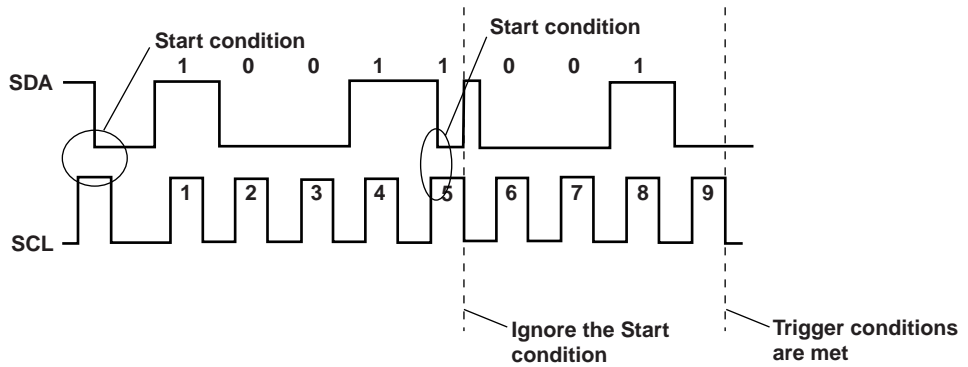 Start condition
Start condition
1 0 0 1 1 0 0 1
SDA
1 2 3 4 5 6 7 8 9
SCL
Ignore the Start
condition
Trigger conditions
are met